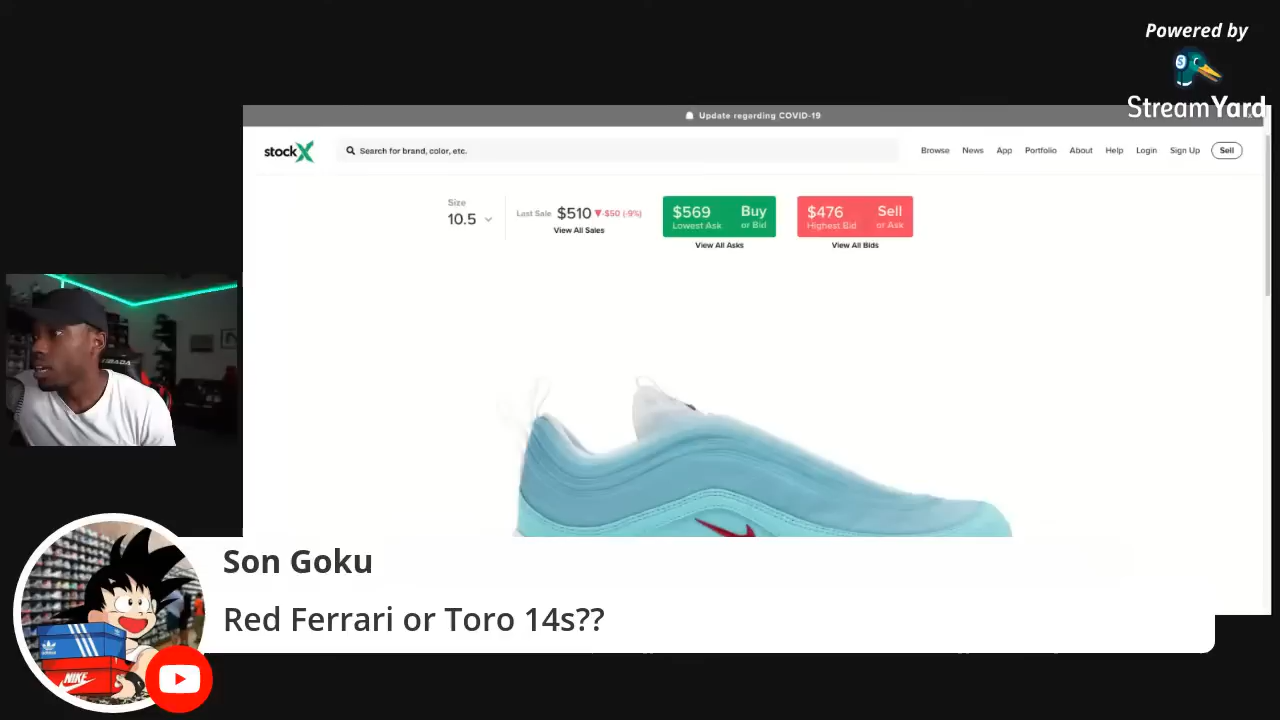 Powered by
StreamYard
Update regarding COVID-19
stockX
Search for brand, color, etc.
Browse News App Portfolio About Help Login Sign Up Sell
Size
10.5
Last Sale $510 ▼-$50 (-9%)
View All Sales
$569 Buy
Lowest Ask or Bid
View All Asks
$476 Sell
Highest Bid or Ask
View All Bids
Son Goku
Red Ferrari or Toro 14s??
NIKE